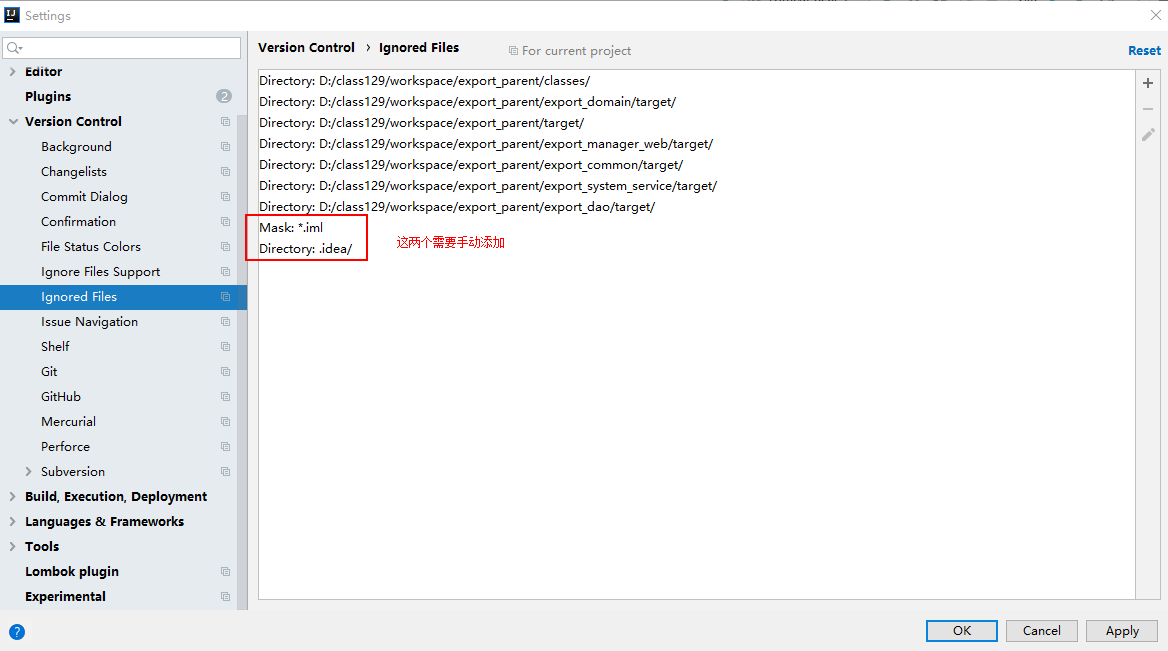 Settings
Version Control › Ignored Files
For current project
Reset
Editor
Plugins
2
Version Control
Background
Changelists
Commit Dialog
Confirmation
File Status Colors
Ignore Files Support
Ignored Files
Issue Navigation
Shelf
Git
GitHub
Mercurial
Perforce
Subversion
Build, Execution, Deployment
Languages & Frameworks
Tools
Lombok plugin
Experimental
Directory: D:/class129/workspace/export_parent/classes/
Directory: D:/class129/workspace/export_parent/export_domain/target/
Directory: D:/class129/workspace/export_parent/target/
Directory: D:/class129/workspace/export_parent/export_manager_web/target/
Directory: D:/class129/workspace/export_parent/export_common/target/
Directory: D:/class129/workspace/export_parent/export_system_service/target/
Directory: D:/class129/workspace/export_parent/export_dao/target/
Mask: *.iml
Directory: .idea/
这两个需要手动添加
?
OK
Cancel
Apply